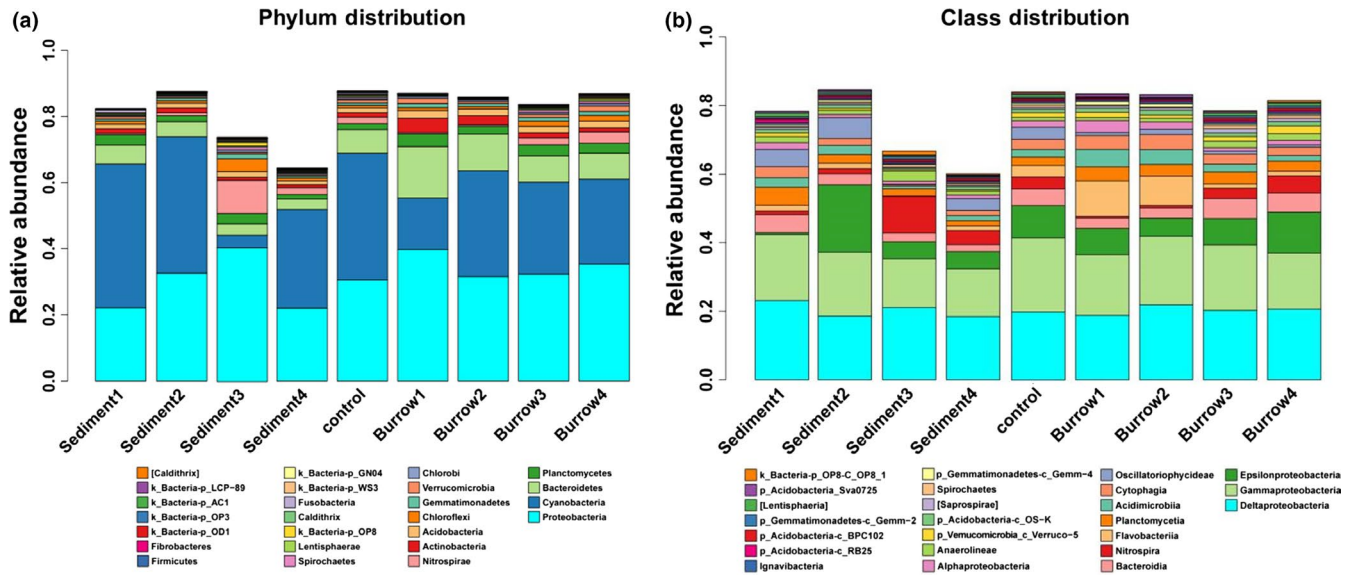 (a)
Phylum distribution
Relative abundance
1.0
0.8
0.6
0.4
0.2
0.0
Sediment1
Sediment2
Sediment3
Sediment4
control
Burrow1
Burrow2
Burrow3
Burrow4
[Caldithrix]
k_Bacteria-p_LCP-89
k_Bacteria-p_AC1
k_Bacteria-p_OP3
k_Bacteria-p_OD1
Fibrobacteres
Firmicutes
k_Bacteria-p_GN04
k_Bacteria-p_WS3
Fusobacteria
Caldithrix
k_Bacteria-p_OP8
Lentisphaerae
Spirochaetes
Chlorobi
Verrucomicrobia
Gemmatimonadetes
Chloroflexi
Acidobacteria
Actinobacteria
Nitrospirae
Planctomycetes
Bacteroidetes
Cyanobacteria
Proteobacteria
(b)
Class distribution
Relative abundance
1.0
0.8
0.6
0.4
0.2
0.0
Sediment1
Sediment2
Sediment3
Sediment4
control
Burrow1
Burrow2
Burrow3
Burrow4
k_Bacteria-p_OP8-C_OP8_1
p_Acidobacteria_Sva0725
[Lentisphaeria]
p_Gemmatimonadetes-c_Gemm-2
p_Acidobacteria-c_BPC102
p_Acidobacteria-c_RB25
Ignavibacteria
p_Gemmatimonadetes-c_Gemm-4
Spirochaetes
[Saprospirae]
p_Acidobacteria-c_OS-K
p_Vemucomicrobia_c_Verruco-5
Anaerolineae
Alphaproteobacteria
Oscillatoriophycideae
Cytophagia
Acidimicrobiia
Planctomycetia
Flavobacteriia
Nitrospira
Bacteroidia
Epsilonproteobacteria
Gammaproteobacteria
Deltaproteobacteria